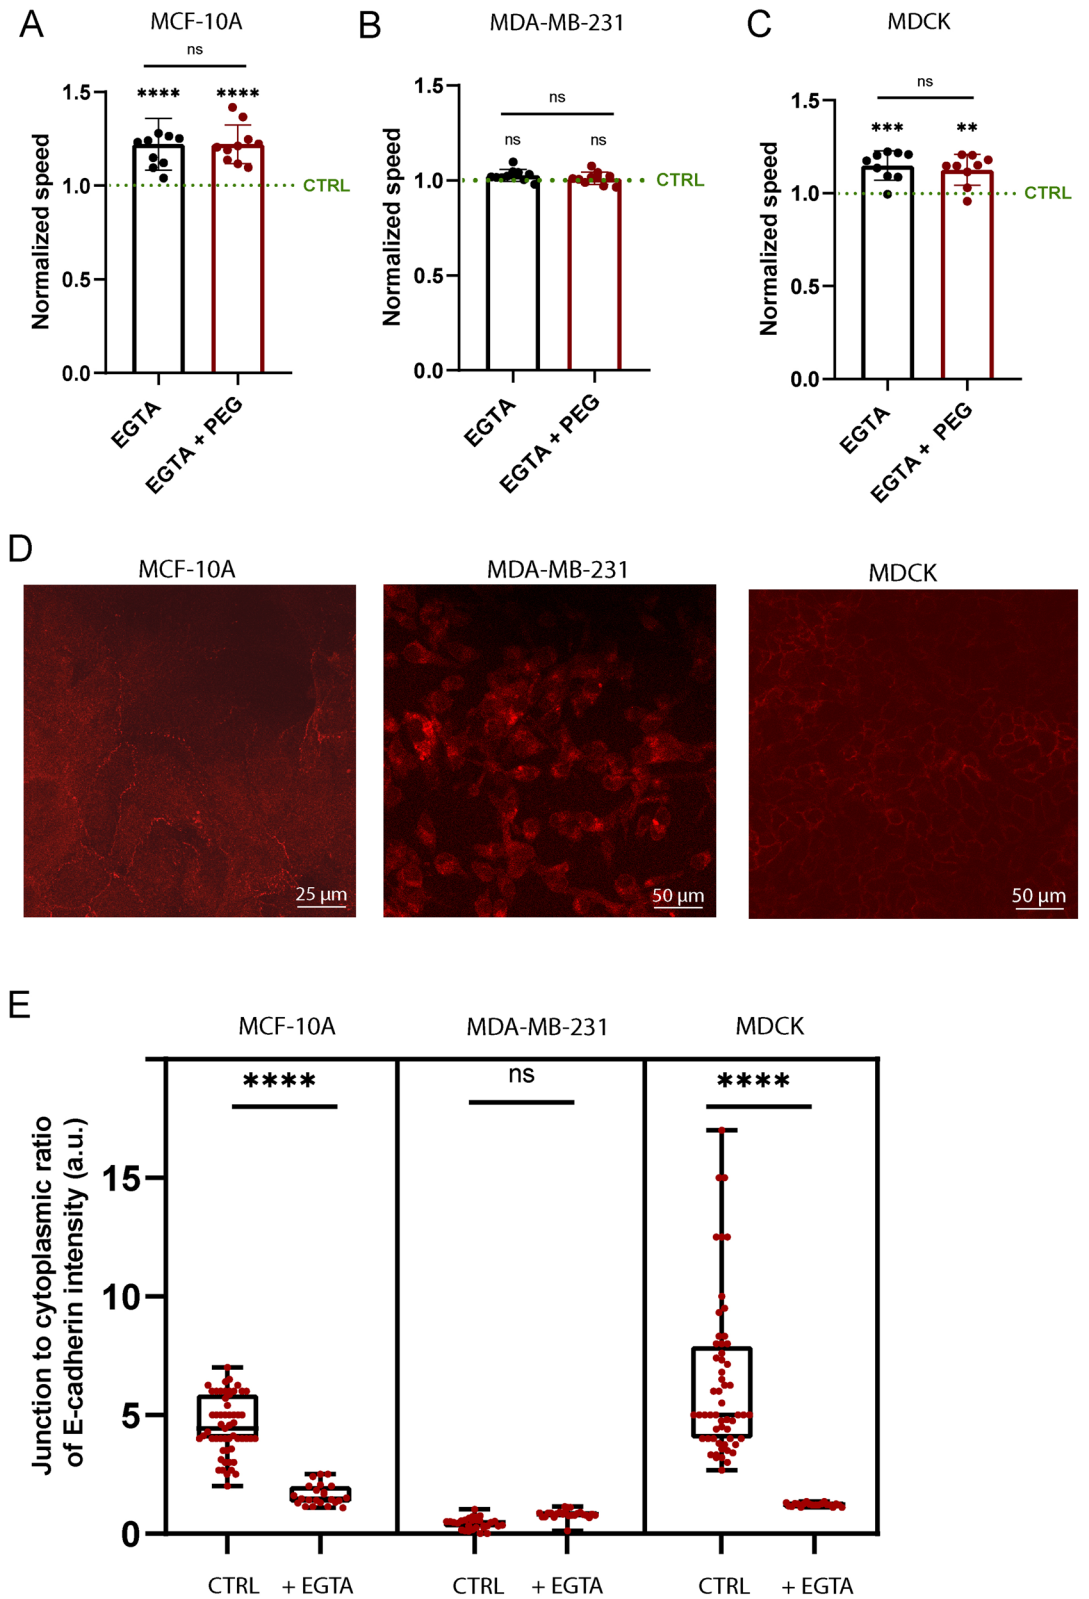 A
MCF-10A
ns
**** ****
1.5
1.0
0.5
0.0
Normalized speed
CTRL
EGTA
EGTA + PEG
B
MDA-MB-231
ns
ns ns
1.5
1.0
0.5
0.0
Normalized speed
CTRL
EGTA
EGTA + PEG
C
MDCK
ns
*** **
1.5
1.0
0.5
0.0
Normalized speed
CTRL
EGTA
EGTA + PEG
D
MCF-10A
25 µm
MDA-MB-231
50 µm
MDCK
50 µm
E
MCF-10A
MDA-MB-231
MDCK
****
ns
****
Junction to cytoplasmic ratio
of E-cadherin intensity (a.u.)
15
10
5
0
CTRL + EGTA
CTRL + EGTA
CTRL + EGTA